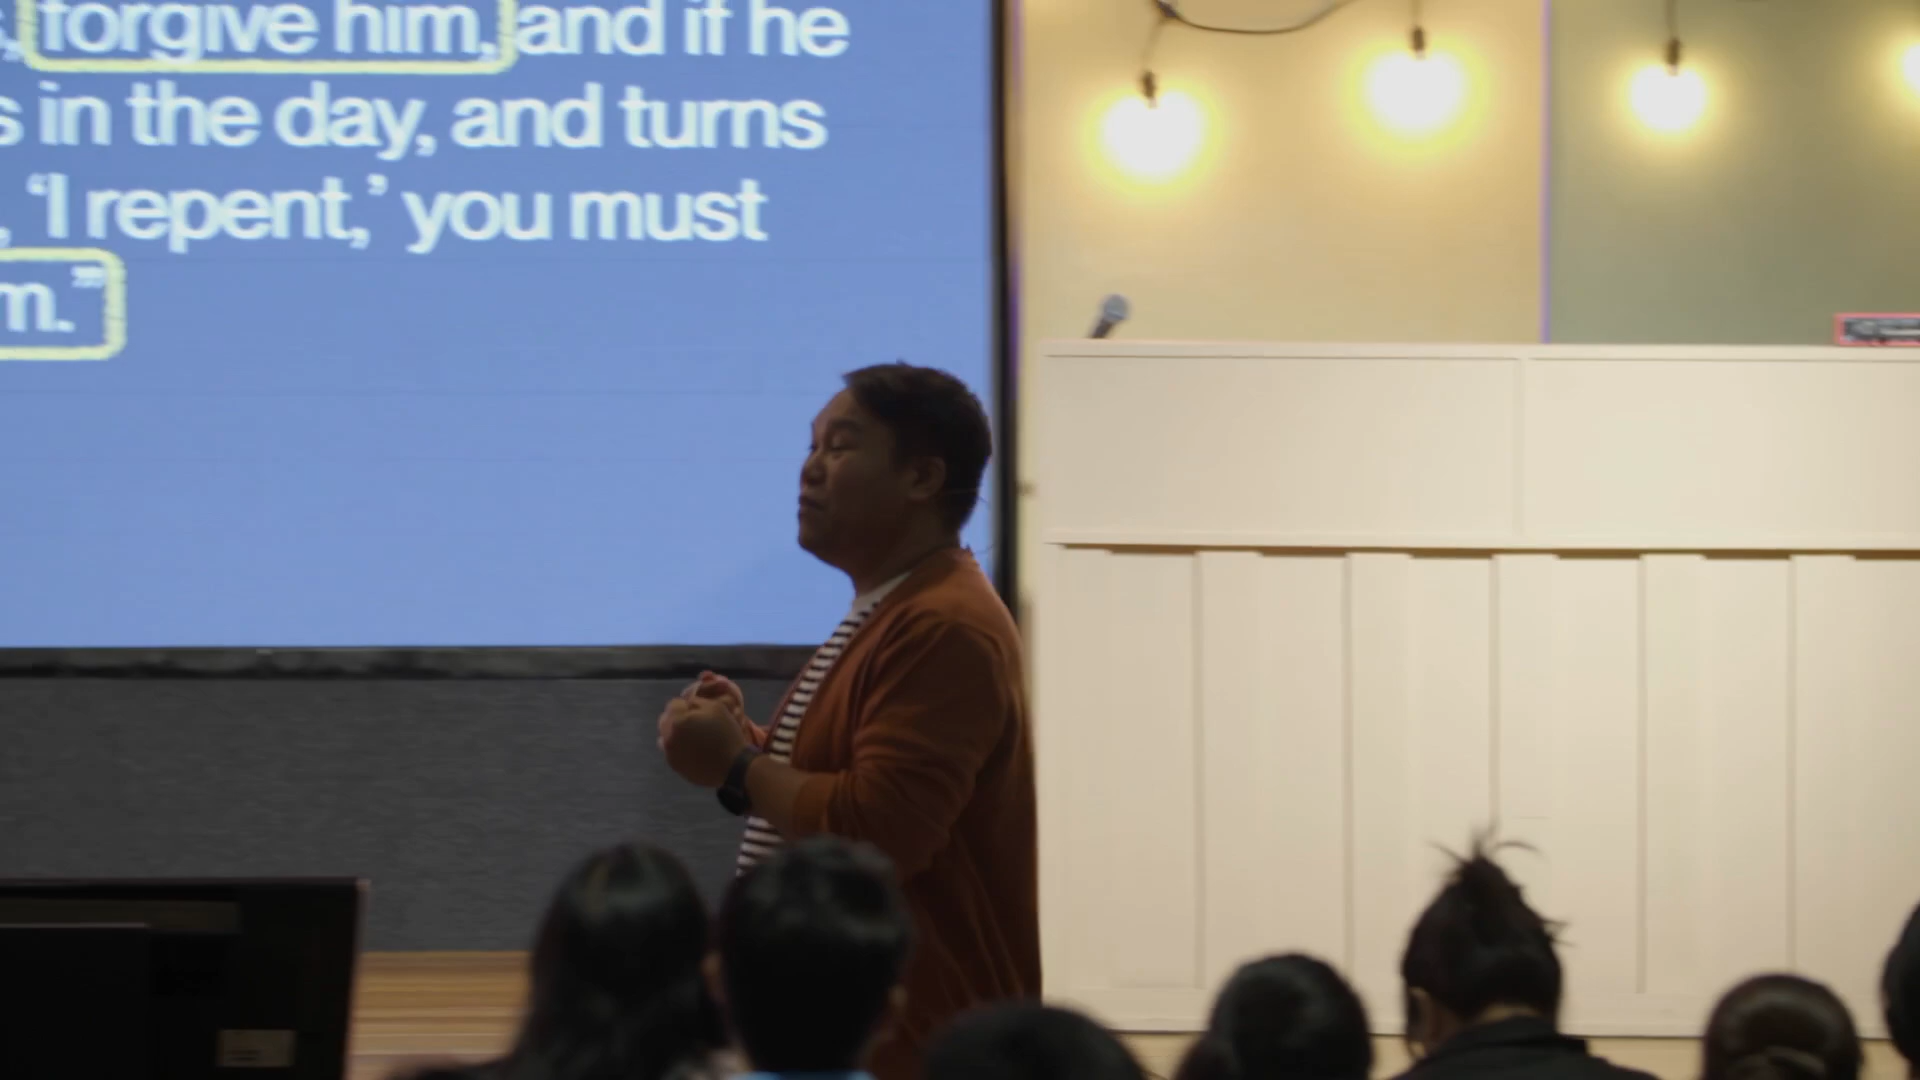 forgive him, and if he
s in the day, and turns
, ‘I repent,’ you must
m.”